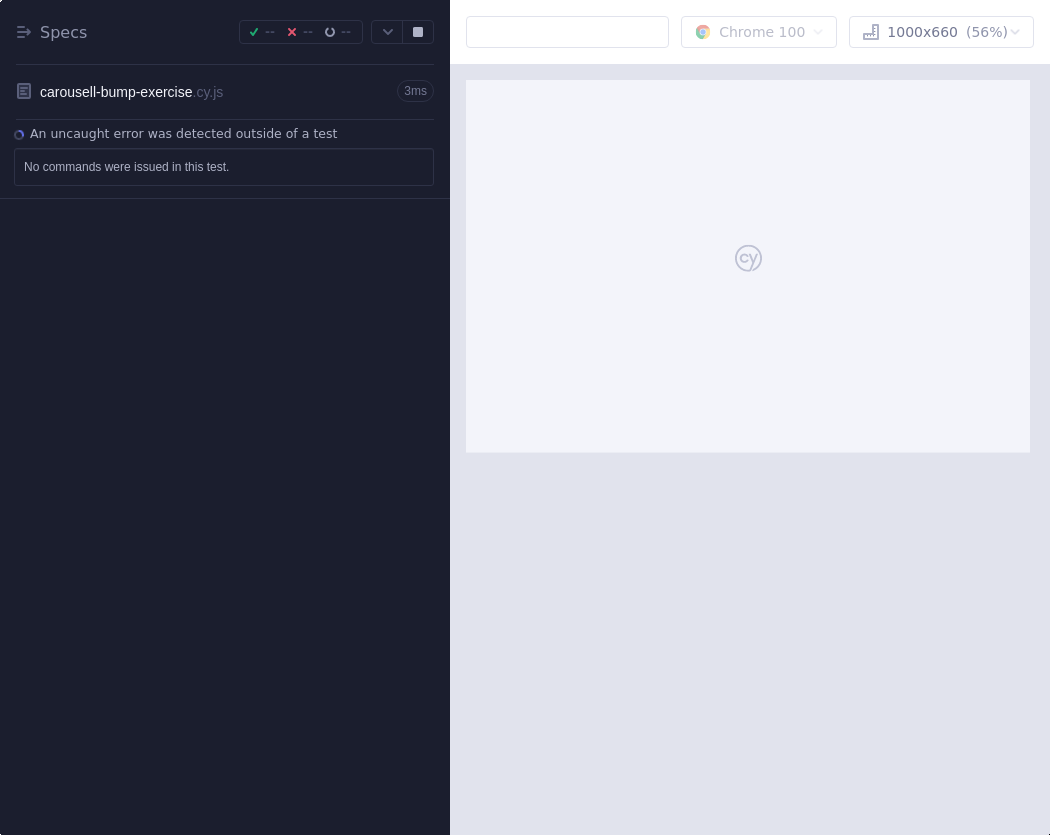 Specs
--
--
--
carousell-bump-exercise.cy.js
3ms
An uncaught error was detected outside of a test
No commands were issued in this test.
Chrome 100
1000x660 (56%)
cy